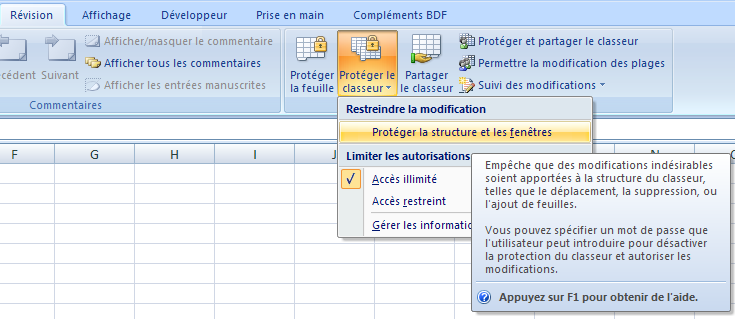 Révision Affichage Développeur Prise en main Compléments BDF
Afficher/masquer le commentaire
Afficher tous les commentaires
Afficher les entrées manuscrites
cédent Suivant
Commentaires
Protéger la feuille
Protéger le classeur
Partager le classeur
Protéger et partager le classeur
Permettre la modification des plages
Suivi des modifications
Restreindre la modification
Protéger la structure et les fenêtres
Limiter les autorisations
Accès illimité
Accès restreint
Gérer les informati
F G H I J N
Empêche que des modifications indésirables
soient apportées à la structure du classeur,
telles que le déplacement, la suppression, ou
l'ajout de feuilles.
Vous pouvez spécifier un mot de passe que
l'utilisateur peut introduire pour désactiver
la protection du classeur et autoriser les
modifications.
Appuyez sur F1 pour obtenir de l'aide.